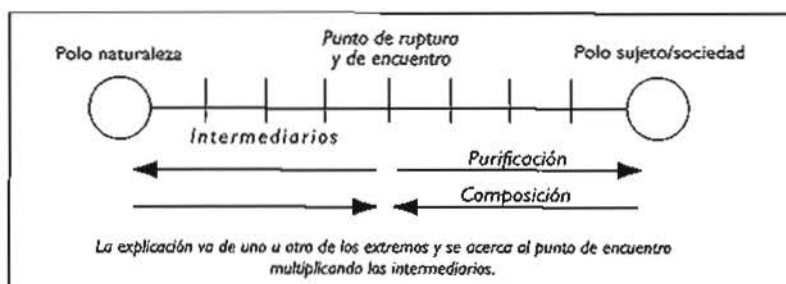 Punto de ruptura
y de encuentro
Polo naturaleza
Polo sujeto/sociedad
Intermediarios
Purificación
Composición
La explicación va de uno u otro de los extremos y se acerca al punto de encuentro
multiplicando los intermediarios.